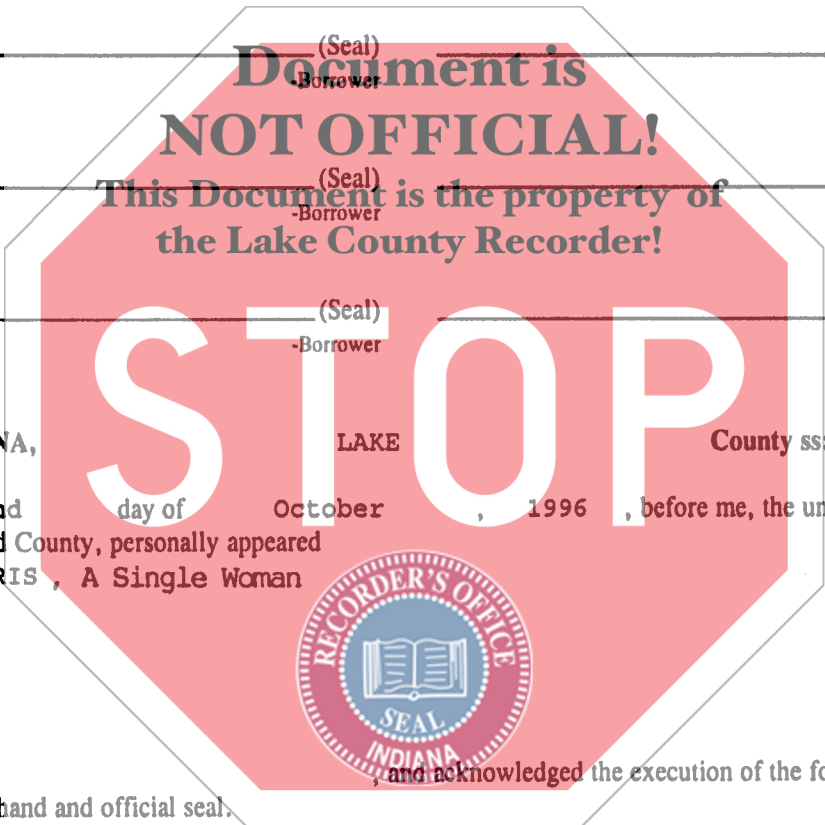 (Seal)
Document is
-Borrower
NOT OFFICIAL!
(Seal)
This Document is the property of
-Borrower
the Lake County Recorder!
(Seal)
-Borrower
STOP
LAKE County ss:
day of October , 1996 , before me, the
County, personally appeared
, A Single Woman
RECORDER'S OFFICE
SEAL
INDIANA
, and acknowledged the execution of the
hand and official seal.